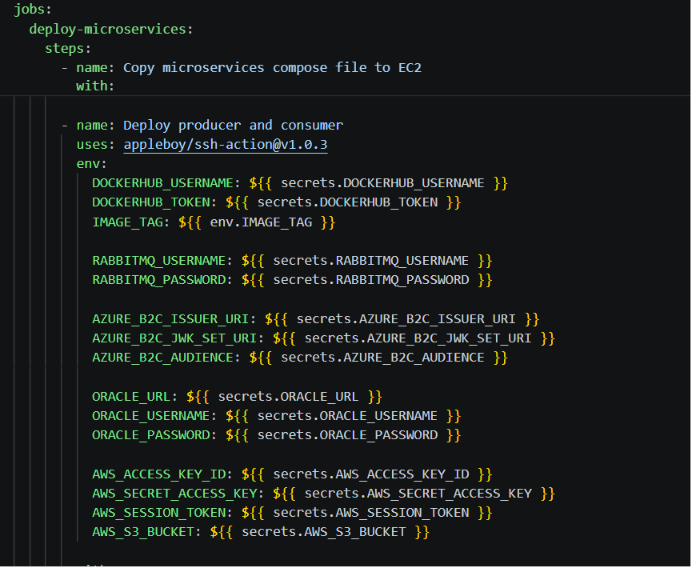 jobs:
deploy-microservices:
steps:
- name: Copy microservices compose file to EC2
with:
- name: Deploy producer and consumer
uses: appleboy/ssh-action@v1.0.3
env:
DOCKERHUB_USERNAME: ${{ secrets.DOCKERHUB_USERNAME }}
DOCKERHUB_TOKEN: ${{ secrets.DOCKERHUB_TOKEN }}
IMAGE_TAG: ${{ env.IMAGE_TAG }}
RABBITMQ_USERNAME: ${{ secrets.RABBITMQ_USERNAME }}
RABBITMQ_PASSWORD: ${{ secrets.RABBITMQ_PASSWORD }}
AZURE_B2C_ISSUER_URI: ${{ secrets.AZURE_B2C_ISSUER_URI }}
AZURE_B2C_JWK_SET_URI: ${{ secrets.AZURE_B2C_JWK_SET_URI }}
AZURE_B2C_AUDIENCE: ${{ secrets.AZURE_B2C_AUDIENCE }}
ORACLE_URL: ${{ secrets.ORACLE_URL }}
ORACLE_USERNAME: ${{ secrets.ORACLE_USERNAME }}
ORACLE_PASSWORD: ${{ secrets.ORACLE_PASSWORD }}
AWS_ACCESS_KEY_ID: ${{ secrets.AWS_ACCESS_KEY_ID }}
AWS_SECRET_ACCESS_KEY: ${{ secrets.AWS_SECRET_ACCESS_KEY }}
AWS_SESSION_TOKEN: ${{ secrets.AWS_SESSION_TOKEN }}
AWS_S3_BUCKET: ${{ secrets.AWS_S3_BUCKET }}